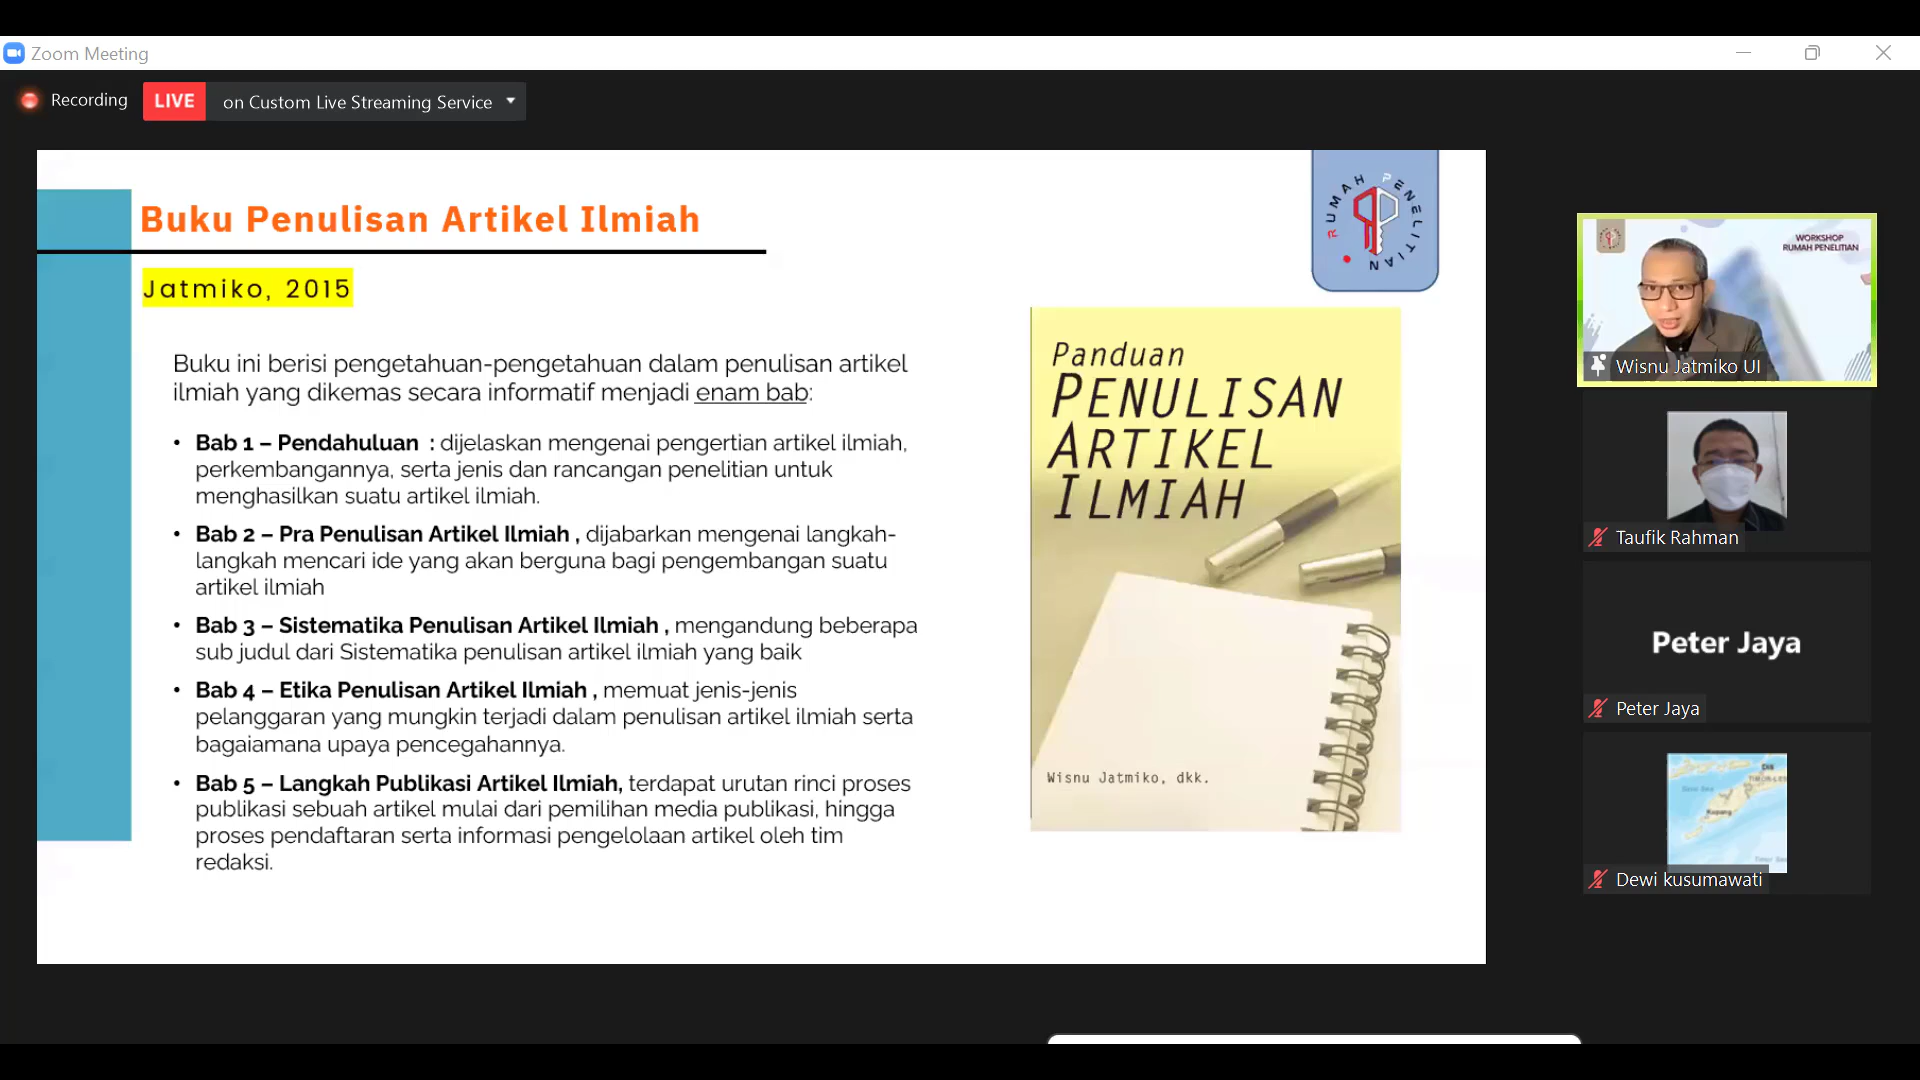 Zoom Meeting
Recording
LIVE
on Custom Live Streaming Service
Buku Penulisan Artikel Ilmiah
Jatmiko, 2015
RUMAH PENELITIAN
Buku ini berisi pengetahuan-pengetahuan dalam penulisan artikel
ilmiah yang dikemas secara informatif menjadi enam bab:
• Bab 1 – Pendahuluan : dijelaskan mengenai pengertian artikel ilmiah,
perkembangannya, serta jenis dan rancangan penelitian untuk
menghasilkan suatu artikel ilmiah.
• Bab 2 – Pra Penulisan Artikel Ilmiah , dijabarkan mengenai langkah-
langkah mencari ide yang akan berguna bagi pengembangan suatu
artikel ilmiah
• Bab 3 – Sistematika Penulisan Artikel Ilmiah , mengandung beberapa
sub judul dari Sistematika penulisan artikel ilmiah yang baik
• Bab 4 – Etika Penulisan Artikel Ilmiah , memuat jenis-jenis
pelanggaran yang mungkin terjadi dalam penulisan artikel ilmiah serta
bagaiamana upaya pencegahannya.
• Bab 5 – Langkah Publikasi Artikel Ilmiah, terdapat urutan rinci proses
publikasi sebuah artikel mulai dari pemilihan media publikasi, hingga
proses pendaftaran serta informasi pengelolaan artikel oleh tim
redaksi.
Panduan
PENULISAN
ARTIKEL
ILMIAH
Wisnu Jatmiko, dkk.
WORKSHOP
RUMAH PENELITIAN
Wisnu Jatmiko UI
Taufik Rahman
Peter Jaya
Peter Jaya
Kupang
Dewi kusumawati